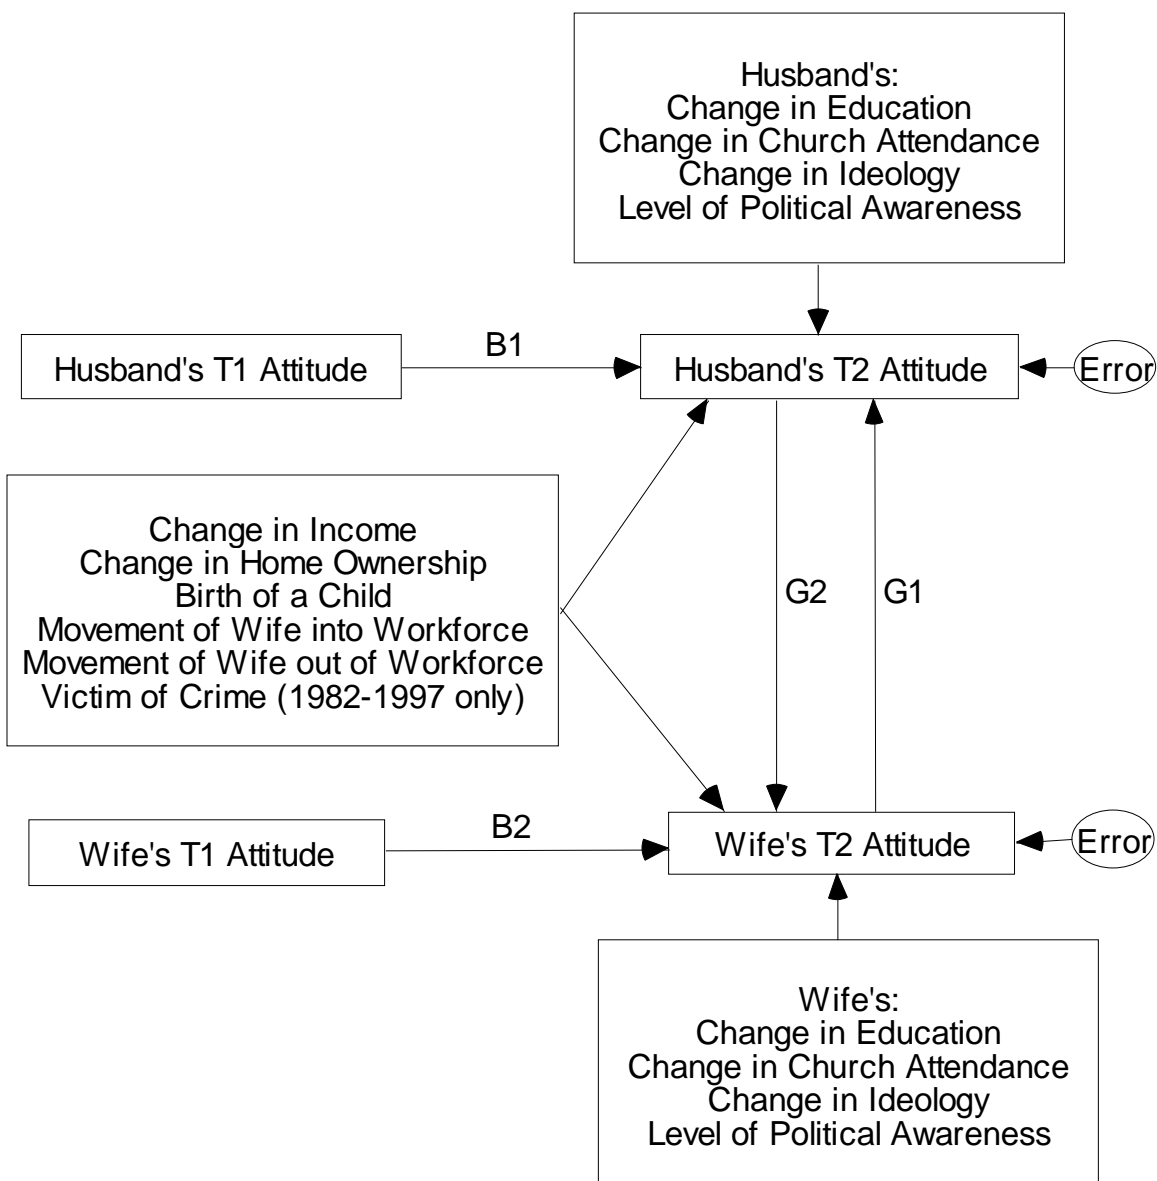 Husband's:
Change in Education
Change in Church Attendance
Change in Ideology
Level of Political Awareness
B1
Husband's T1 Attitude
Husband's T2 Attitude
Error
Change in Income
Change in Home Ownership
Birth of a Child
Movement of Wife into Workforce
Movement of Wife out of Workforce
Victim of Crime (1982-1997 only)
G2
G1
B2
Wife's T1 Attitude
Wife's T2 Attitude
Error
Wife's:
Change in Education
Change in Church Attendance
Change in Ideology
Level of Political Awareness